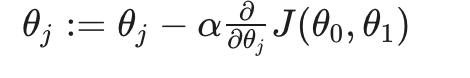 θ_j := θ_j − α ∂/∂θ_j J(θ_0, θ_1)